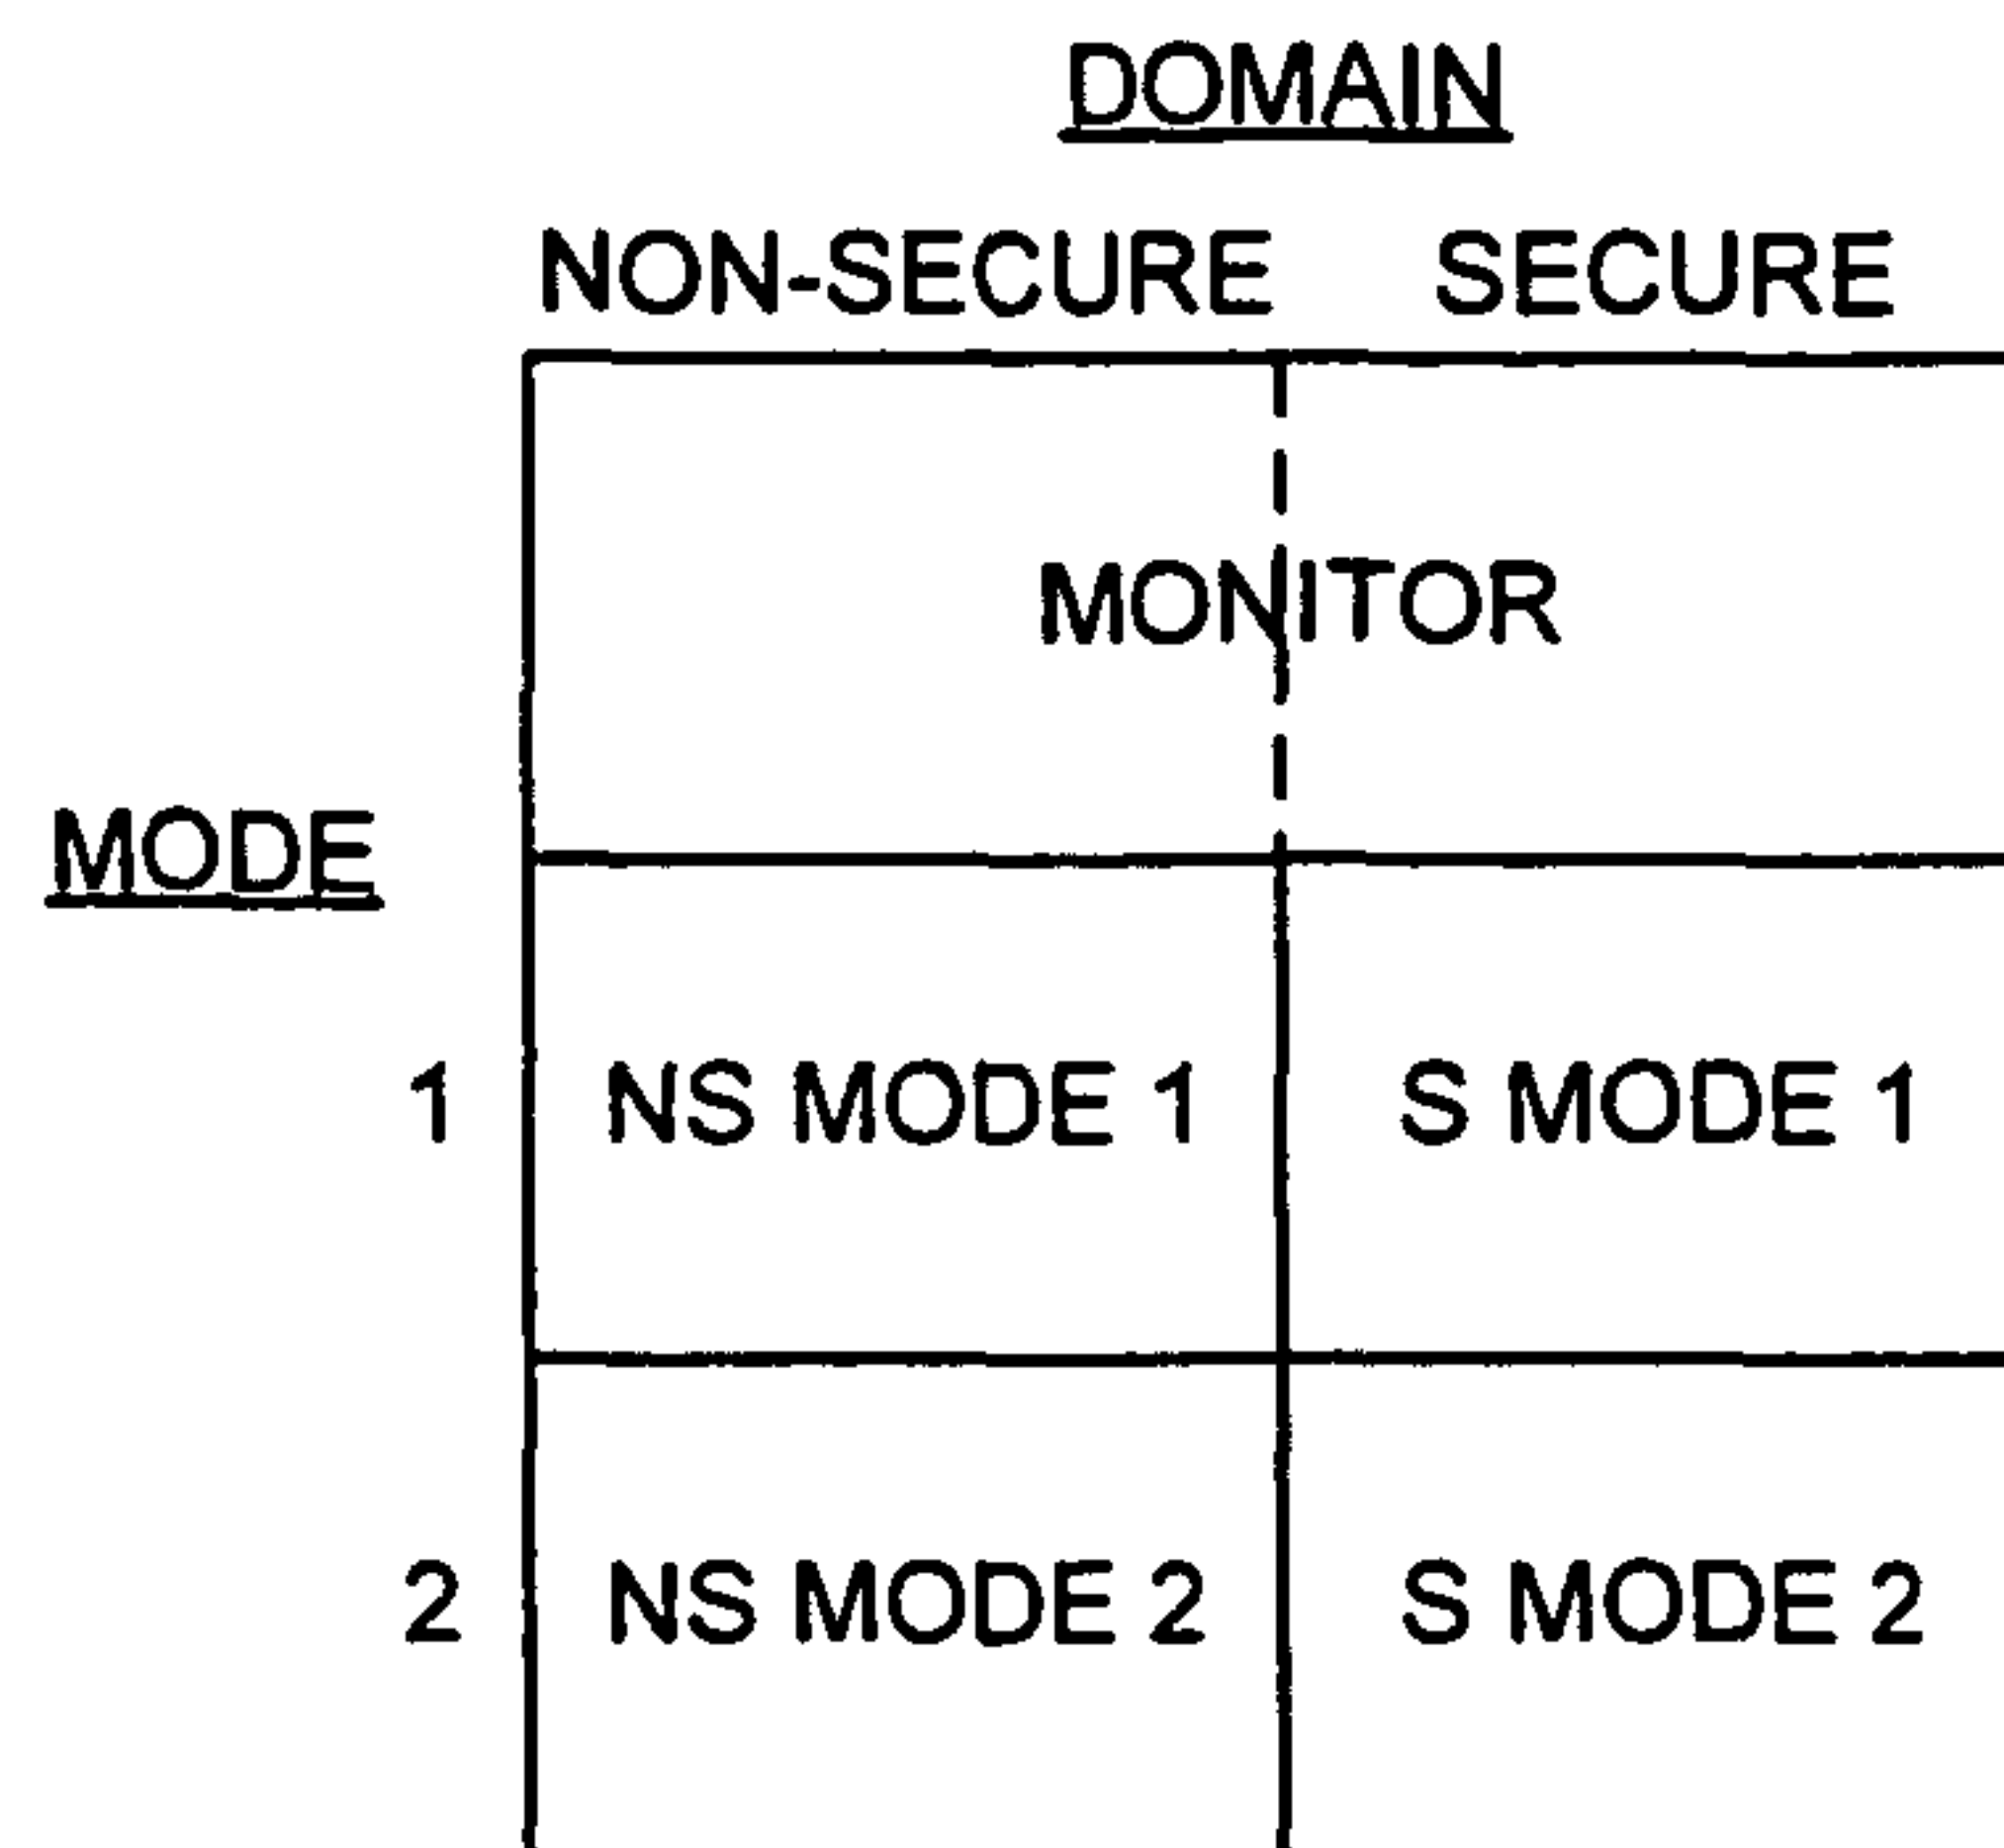 DOMAIN
NON-SECURE SECURE
MONITOR
MODE
1 NS MODE 1 S MODE 1
2 NS MODE 2 S MODE 2